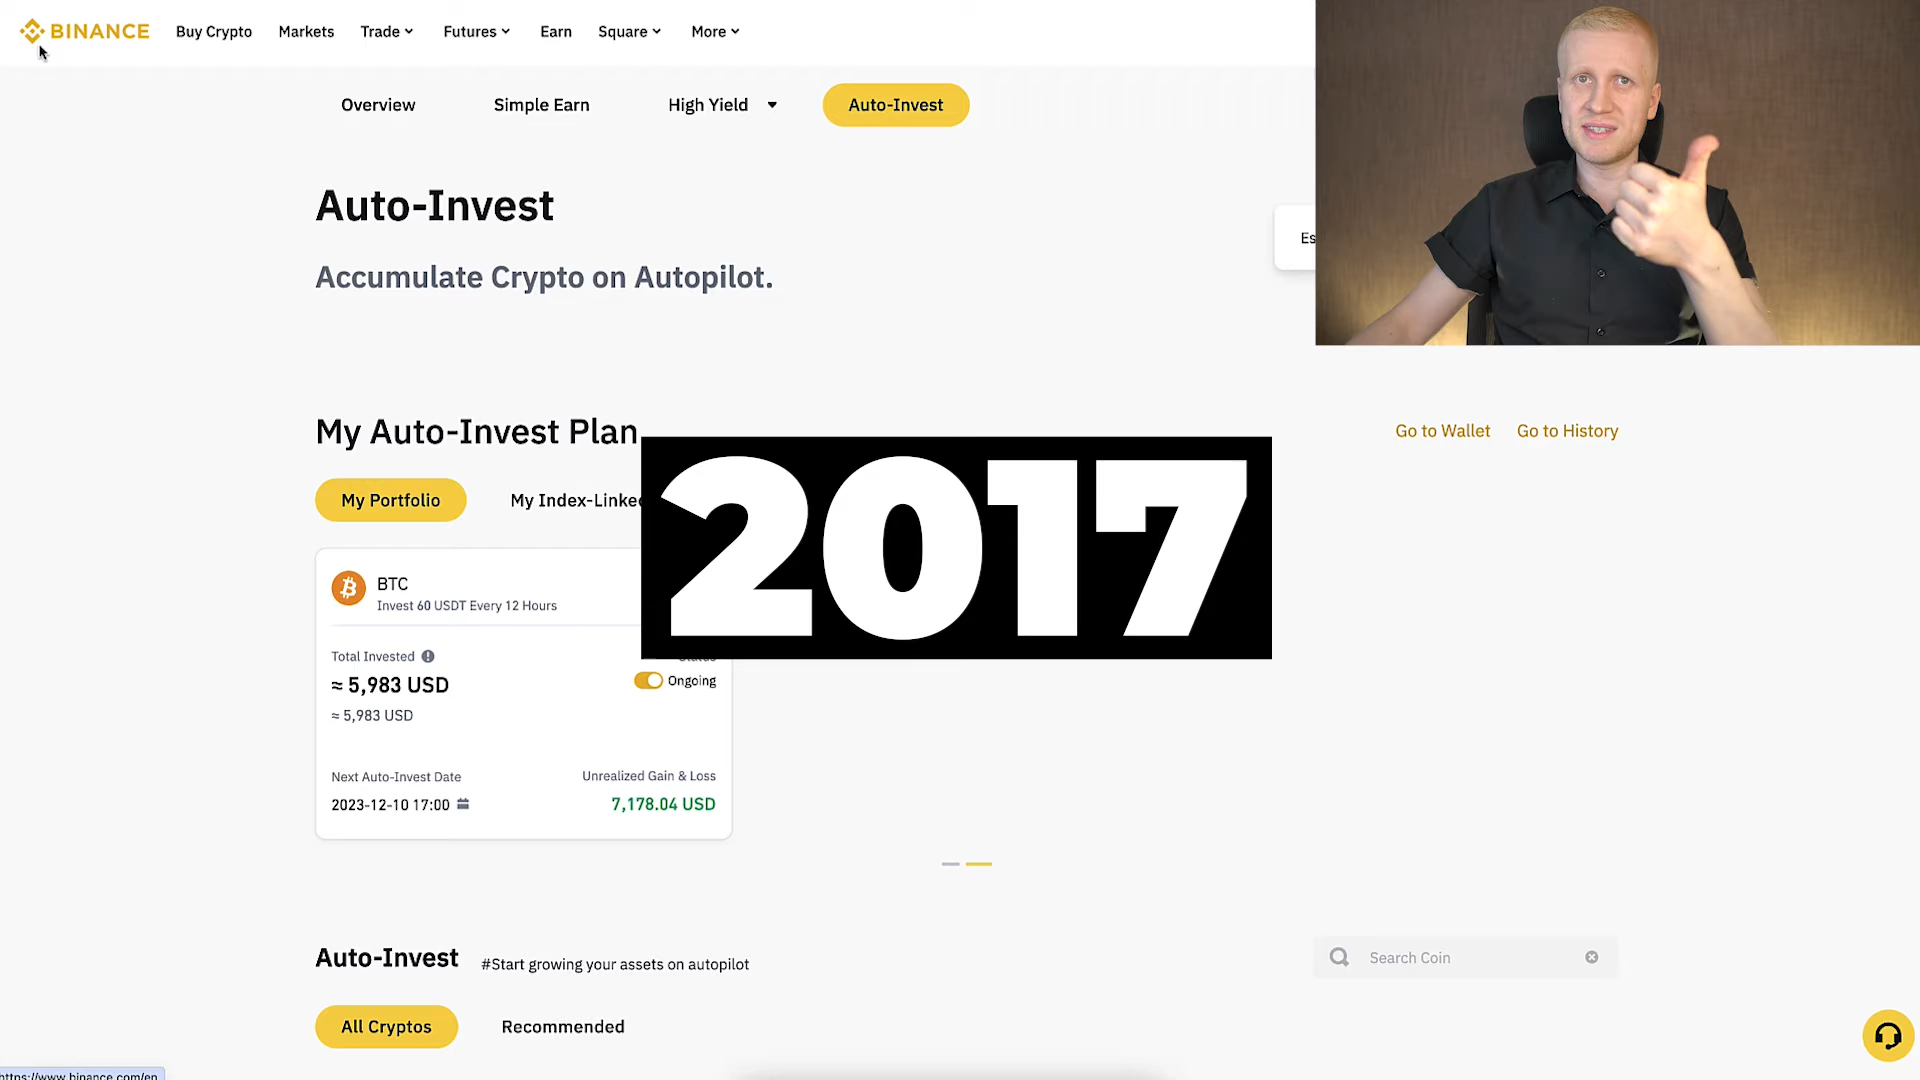 BINANCE Buy Crypto Markets Trade Futures Earn Square More
Overview Simple Earn High Yield Auto-Invest
Auto-Invest
Es
Accumulate Crypto on Autopilot.
My Auto-Invest Plan
Go to Wallet Go to History
2017
My Portfolio My Index-Linked
BTC
Invest 60 USDT Every 12 Hours
Total Invested Status
≈ 5,983 USD
Ongoing
≈ 5,983 USD
Next Auto-Invest Date Unrealized Gain & Loss
2023-12-10 17:00 7,178.04 USD
Auto-Invest #Start growing your assets on autopilot
Search Coin
All Cryptos Recommended
https://www.binance.com/en